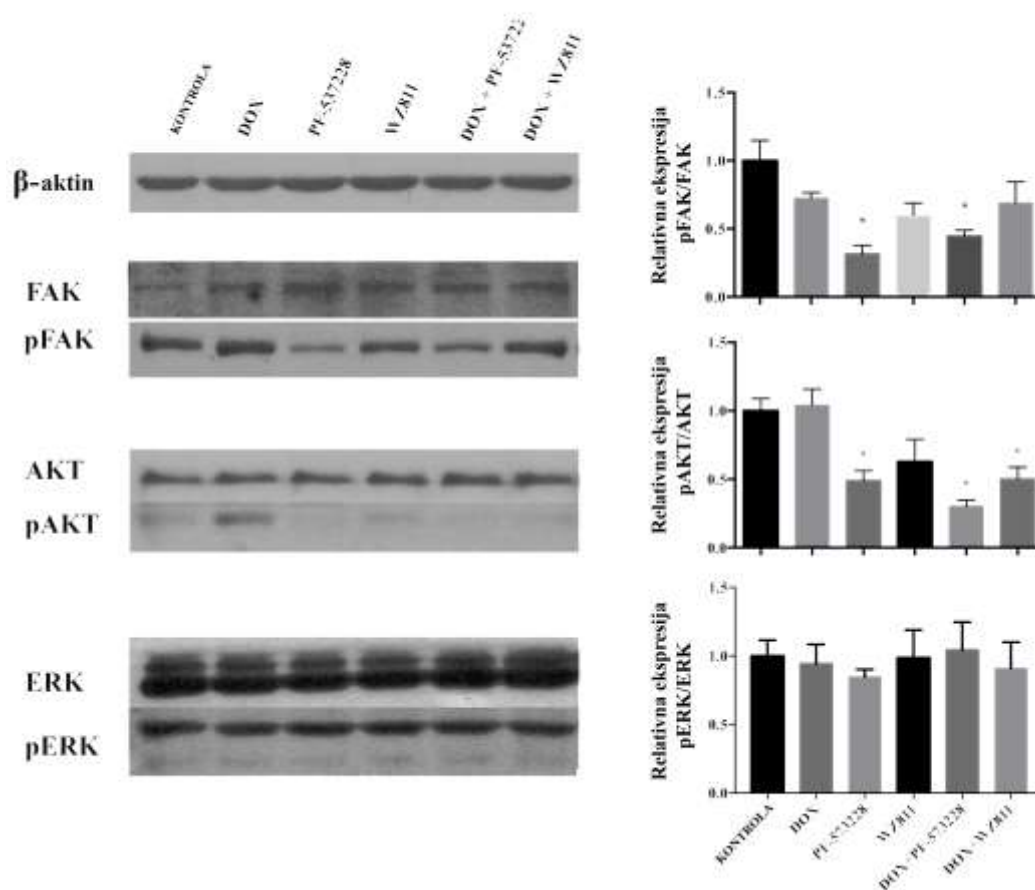 KONTROLA
DOX
PF-537228
WZ811
DOX + PF-53722
DOX + WZ811
β-aktin
FAK
pFAK
AKT
pAKT
ERK
pERK
Relativna ekspresija
pFAK/FAK
1.5
1.0
0.5
0.0
*
*
Relativna ekspresija
pAKT/AKT
1.5
1.0
0.5
0.0
*
*
*
Relativna ekspresija
pERK/ERK
1.5
1.0
0.5
0.0
KONTROLA
DOX
PF-573228
WZ811
DOX+PF-573228
DOX+WZ811